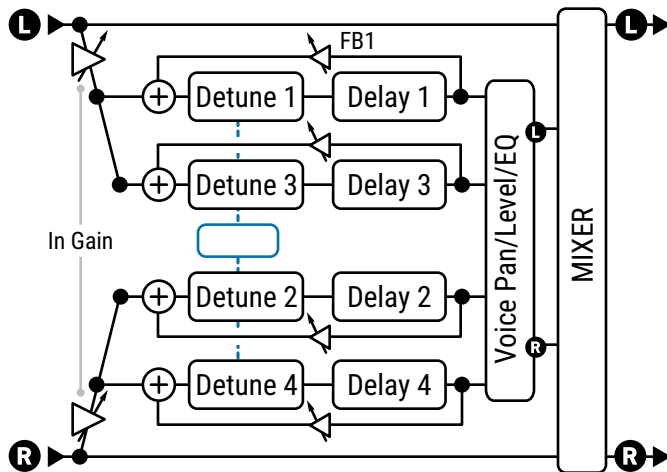 L
L
FB1
Detune 1
Delay 1
L
Detune 3
Delay 3
In Gain
Voice Pan/Level/EQ
MIXER
Detune 2
Delay 2
R
Detune 4
Delay 4
R
R